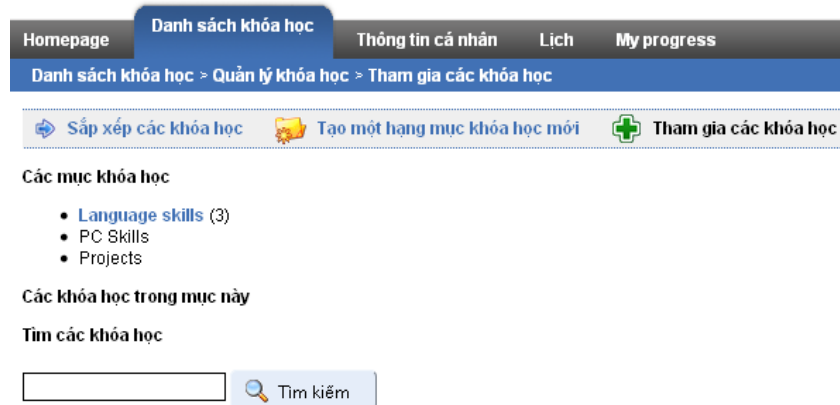 Homepage Danh sách khóa học Thông tin cá nhân Lịch My progress
Danh sách khóa học > Quản lý khóa học > Tham gia các khóa học
Sắp xếp các khóa học Tạo một hạng mục khóa học mới Tham gia các khóa học
Các mục khóa học
Language skills (3)
PC Skills
Projects
Các khóa học trong mục này
Tìm các khóa học
Tìm kiếm